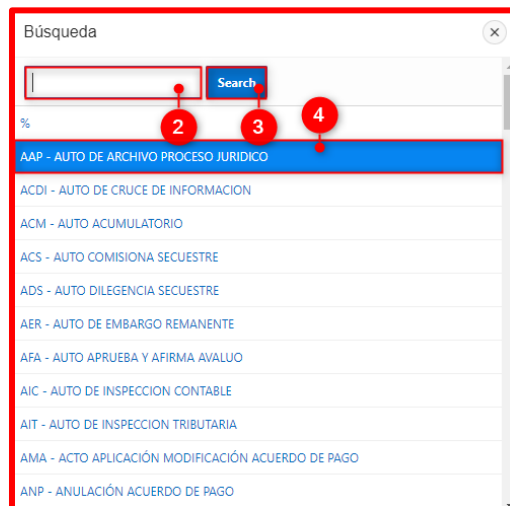 Búsqueda
Search
2
3
4
%
AAP - AUTO DE ARCHIVO PROCESO JURIDICO
ACDI - AUTO DE CRUCE DE INFORMACION
ACM - AUTO ACUMULATORIO
ACS - AUTO COMISIONA SECUESTRE
ADS - AUTO DILEGENCIA SECUESTRE
AER - AUTO DE EMBARGO REMANENTE
AFA - AUTO APRUEBA Y AFIRMA AVALUO
AIC - AUTO DE INSPECCION CONTABLE
AIT - AUTO DE INSPECCION TRIBUTARIA
AMA - ACTO APLICACIÓN MODIFICACIÓN ACUERDO DE PAGO
ANP - ANULACIÓN ACUERDO DE PAGO